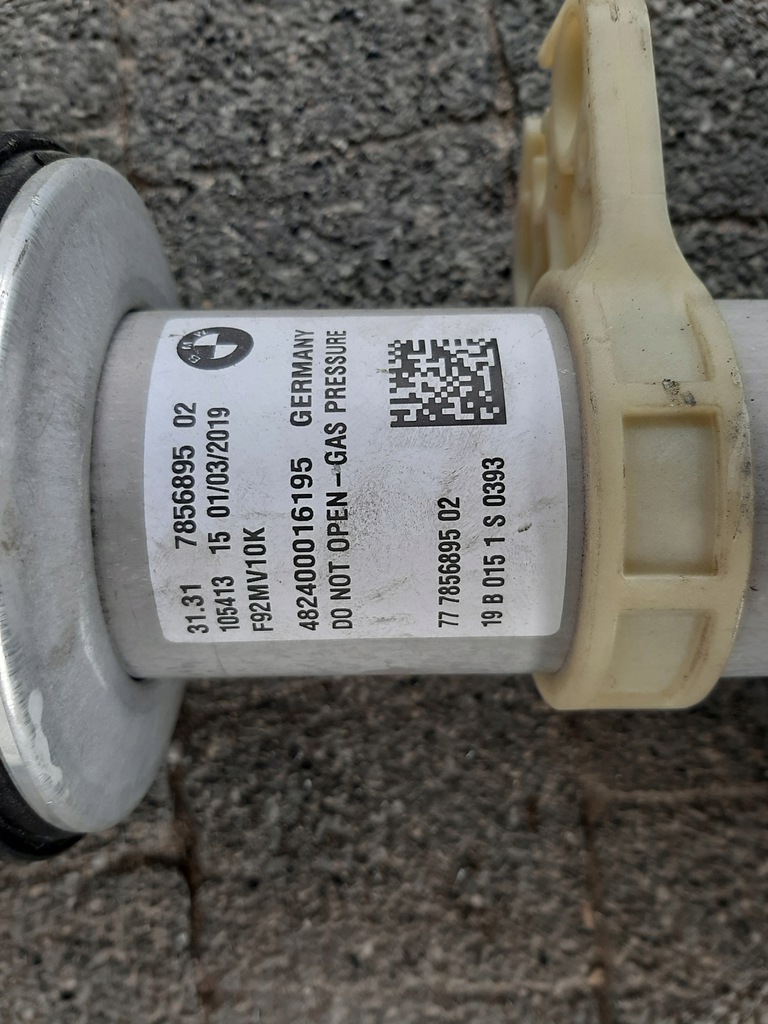 BMW
31.31 7856895 02
105413 15 01/03/2019
F92MV10K
482400016195 GERMANY
DO NOT OPEN - GAS PRESSURE
77 7856895 02
19 B 015 1 S 0393